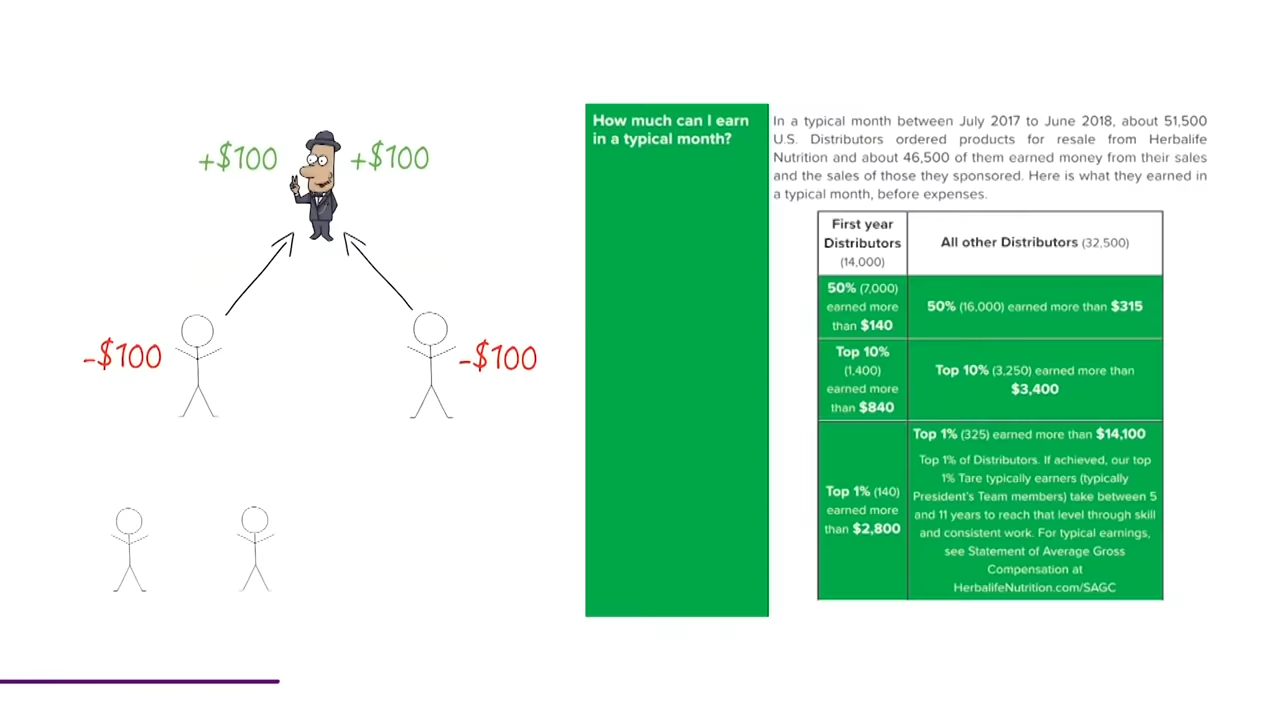 +$100
+$100
-$100
-$100
How much can I earn
in a typical month?
In a typical month between July 2017 to June 2018, about 51,500
U.S. Distributors ordered products for resale from Herbalife
Nutrition and about 46,500 of them earned money from their sales
and the sales of those they sponsored. Here is what they earned in
a typical month, before expenses.
First year
Distributors
(14,000)
All other Distributors (32,500)
50% (7,000)
earned more
than $140
50% (16,000) earned more than $315
Top 10%
(1,400)
earned more
than $840
Top 10% (3,250) earned more than
$3,400
Top 1% (140)
earned more
than $2,800
Top 1% (325) earned more than $14,100
Top 1% of Distributors. If achieved, our top
1% Tare typically earners (typically
President's Team members) take between 5
and 11 years to reach that level through skill
and consistent work. For typical earnings,
see Statement of Average Gross
Compensation at
HerbalifeNutrition.com/SAGC